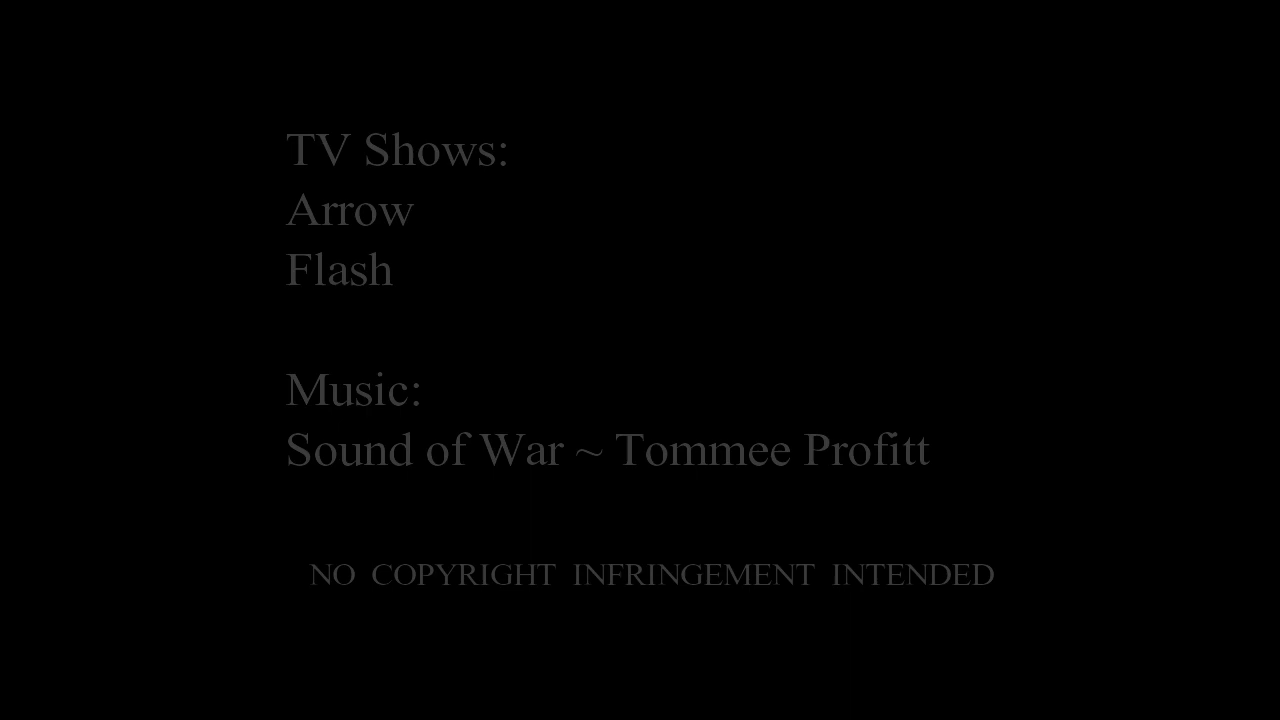 TV Shows:
Arrow
Flash
Music:
Sound of War ~ Tommee Profitt
NO COPYRIGHT INFRINGEMENT INTENDED